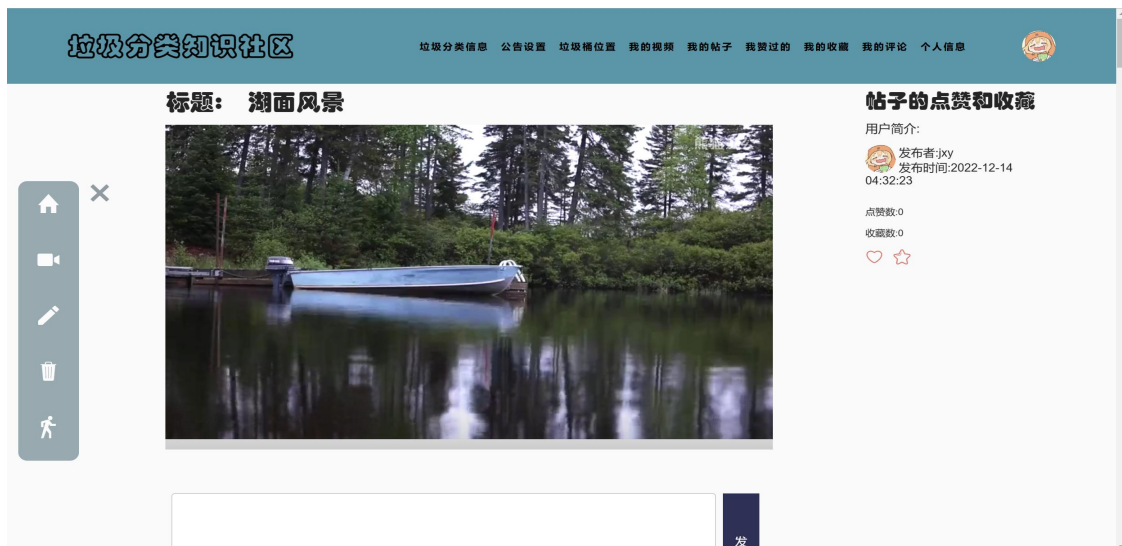 垃圾分类知识社区
垃圾分类信息 公告设置 垃圾桶位置 我的视频 我的帖子 我赞过的 我的收藏 我的评论 个人信息
标题： 湖面风景
帖子的点赞和收藏
用户简介:
发布者:jxy
发布时间:2022-12-14
04:32:23
点赞数:0
收藏数:0
发